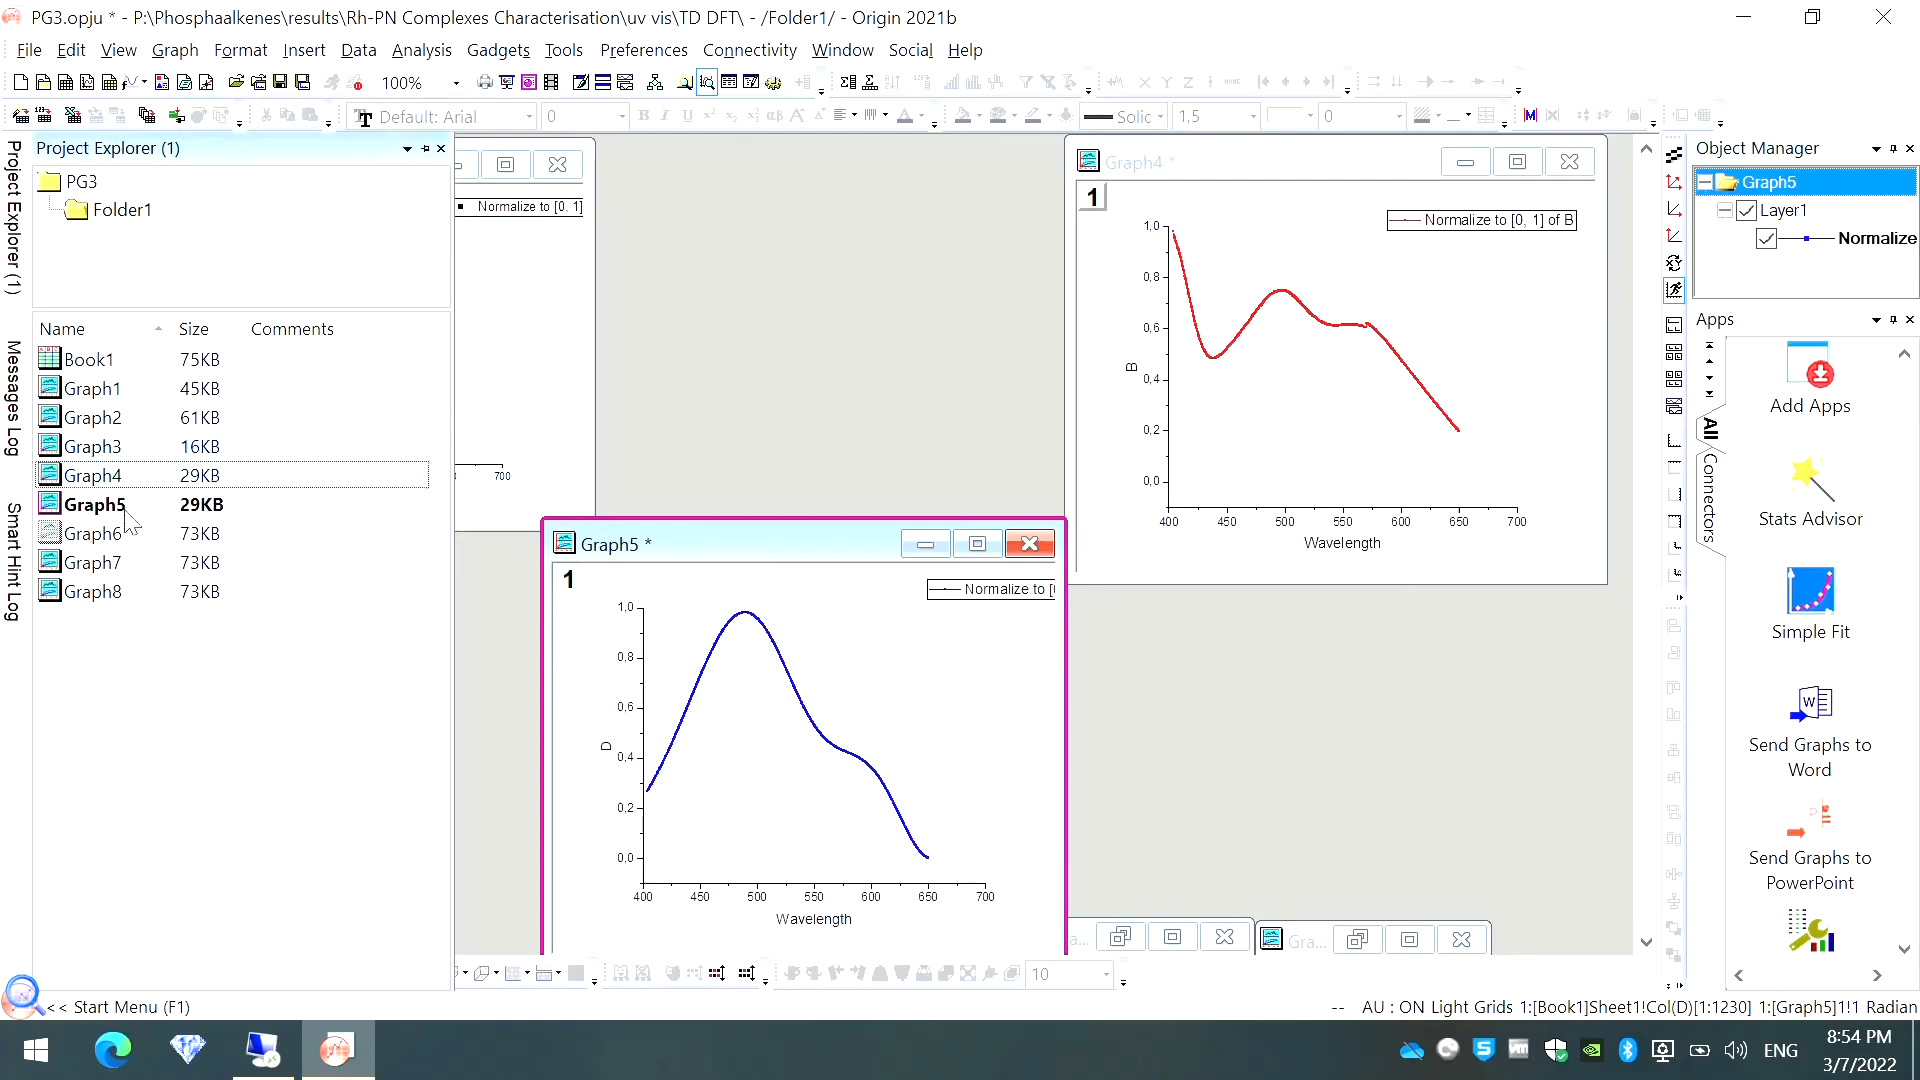 PG3.opju * - P:\Phosphaalkenes\results\Rh-PN Complexes Characterisation\uv vis\TD DFT\ - /Folder1/ - Origin 2021b
File Edit View Graph Format Insert Data Analysis Gadgets Tools Preferences Connectivity Window Social Help
100%
Default: Arial 0 B I U Solic 1,5 0
Project Explorer (1)
PG3
Folder1
Name Size Comments
Book1 75KB
Graph1 45KB
Graph2 61KB
Graph3 16KB
Graph4 29KB
Graph5 29KB
Graph6 73KB
Graph7 73KB
Graph8 73KB
Project Explorer (1)
Messages Log
Smart Hint Log
Normalize to [0, 1]
700
Graph4 *
1
Normalize to [0, 1] of B
1,0
0,8
0,6
0,4
0,2
0,0
B
400 450 500 550 600 650 700
Wavelength
Graph5 *
1
Normalize to [
1,0
0,8
0,6
0,4
0,2
0,0
D
400 450 500 550 600 650 700
Wavelength
a...
Gra...
10
Object Manager
Graph5
Layer1
Normalize
Apps
All
Connectors
Add Apps
Stats Advisor
Simple Fit
Send Graphs to
Word
Send Graphs to
PowerPoint
<< Start Menu (F1)
-- AU : ON Light Grids 1:[Book1]Sheet1!Col(D)[1:1230] 1:[Graph5]1!1 Radian
ENG
8:54 PM
3/7/2022